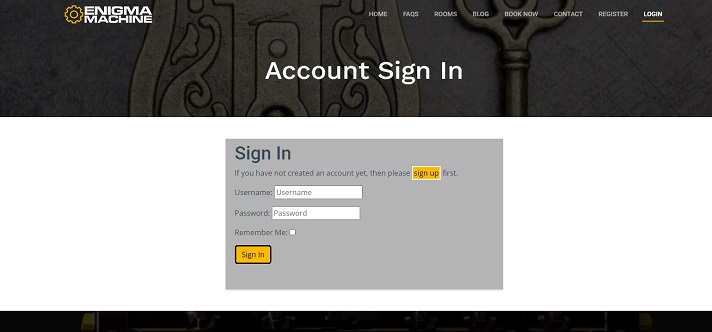 ENIGMA
MACHINE
HOME FAQS ROOMS BLOG BOOK NOW CONTACT REGISTER LOGIN
Account Sign In
Sign In
If you have not created an account yet, then please sign up first.
Username: Username
Password: Password
Remember Me:
Sign In